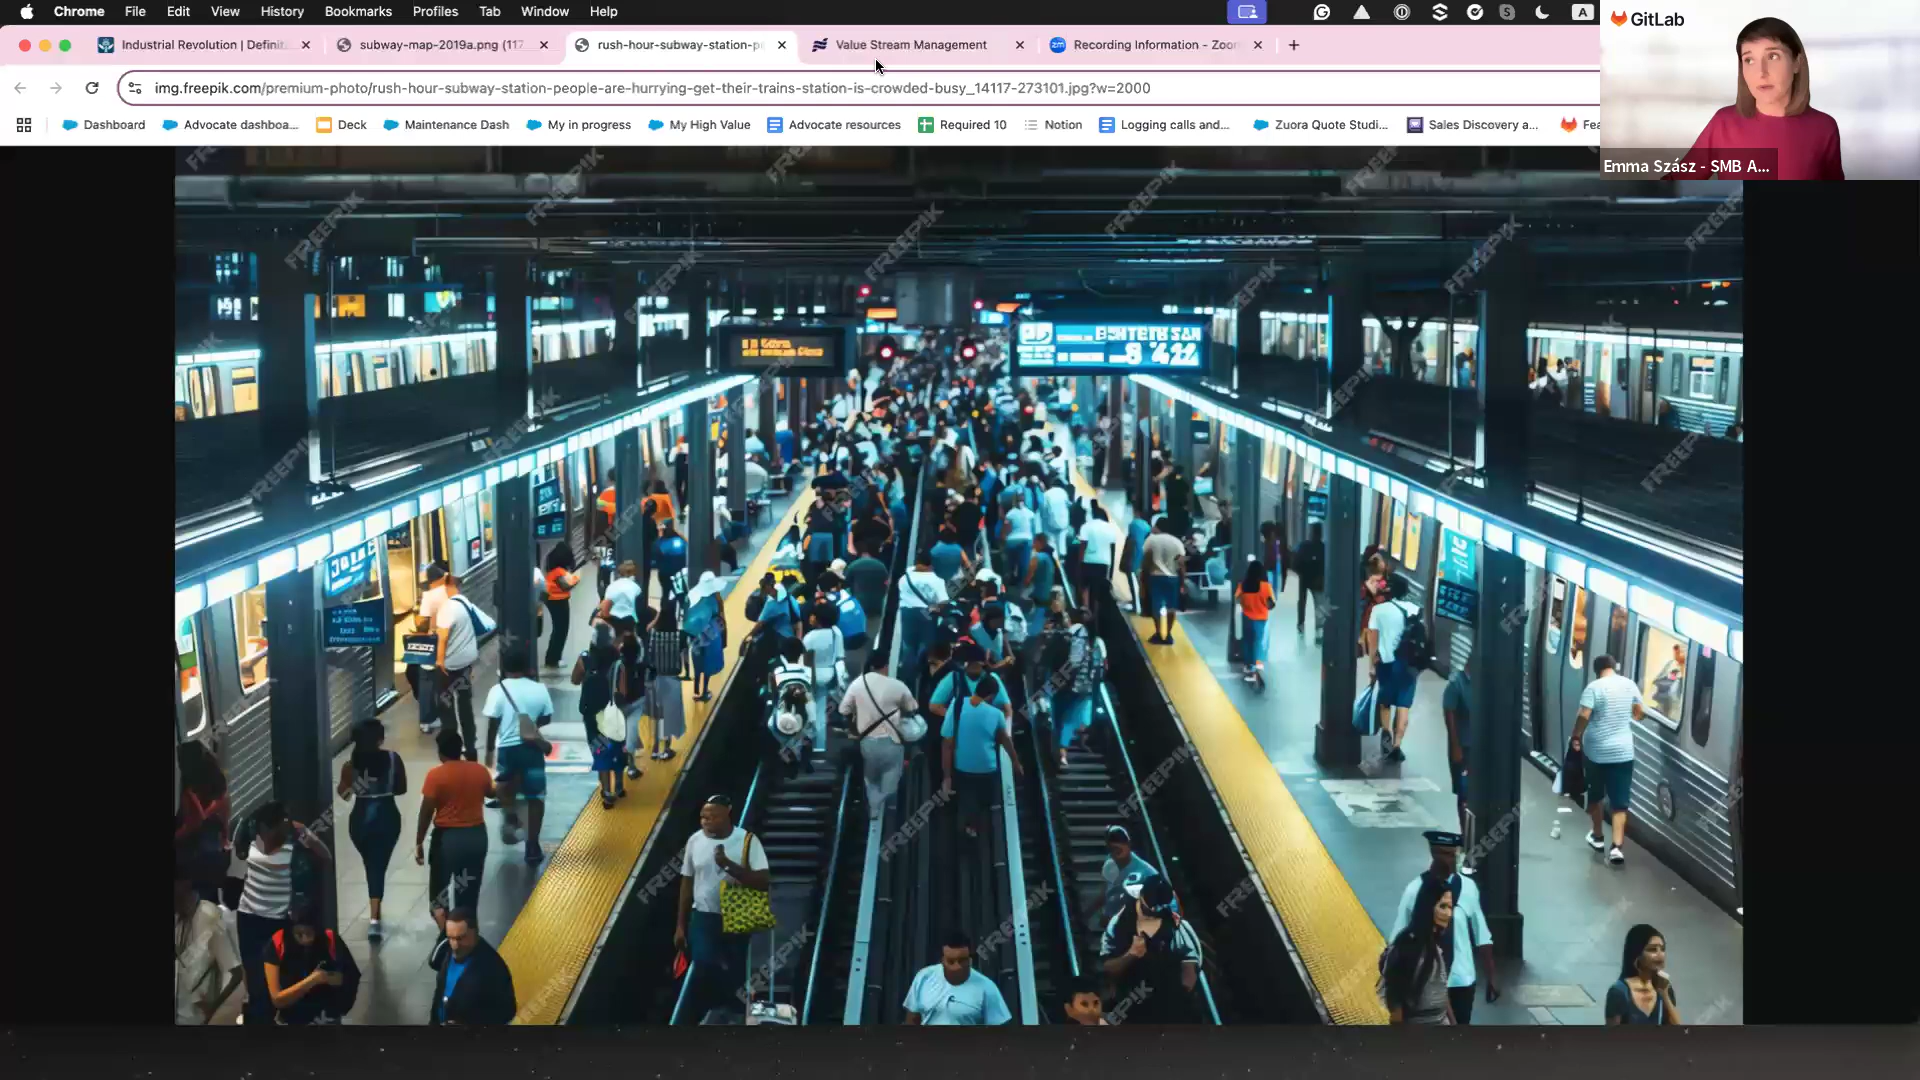 Chrome File Edit View History Bookmarks Profiles Tab Window Help
A
GitLab
Industrial Revolution | Definit
subway-map-2019a.png (117
rush-hour-subway-station-p
Value Stream Management
zm Recording Information - Zoo
img.freepik.com/premium-photo/rush-hour-subway-station-people-are-hurrying-get-their-trains-station-is-crowded-busy_14117-273101.jpg?w=2000
Dashboard Advocate dashboa... Deck Maintenance Dash My in progress My High Value Advocate resources Required 10 Notion Logging calls and... Zuora Quote Studi... Sales Discovery a... Fea
Emma Szász - SMB A...
FREEPIK